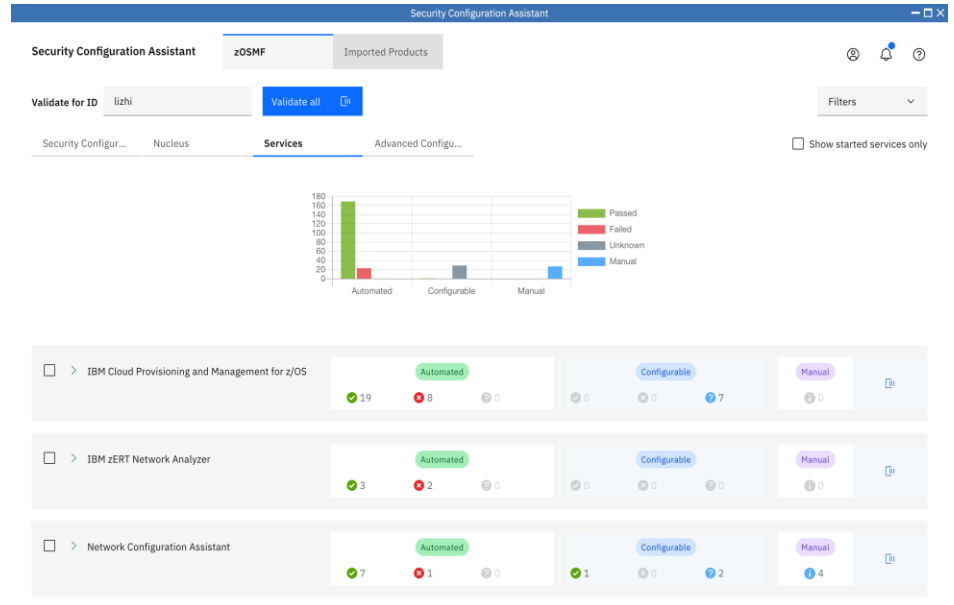 Security Configuration Assistant
Security Configuration Assistant zOSMF Imported Products
Validate for ID lizhi Validate all Filters
Security Configur... Nucleus Services Advanced Configu... Show started services only
180
160
140
120
100
80
60
40
20
0
Automated Configurable Manual
Passed
Failed
Unknown
Manual
IBM Cloud Provisioning and Management for z/OS Automated Configurable Manual
19 8 0 0 0 7 0
IBM zERT Network Analyzer Automated Configurable Manual
3 2 0 0 0 0 0
Network Configuration Assistant Automated Configurable Manual
7 1 0 1 0 2 4